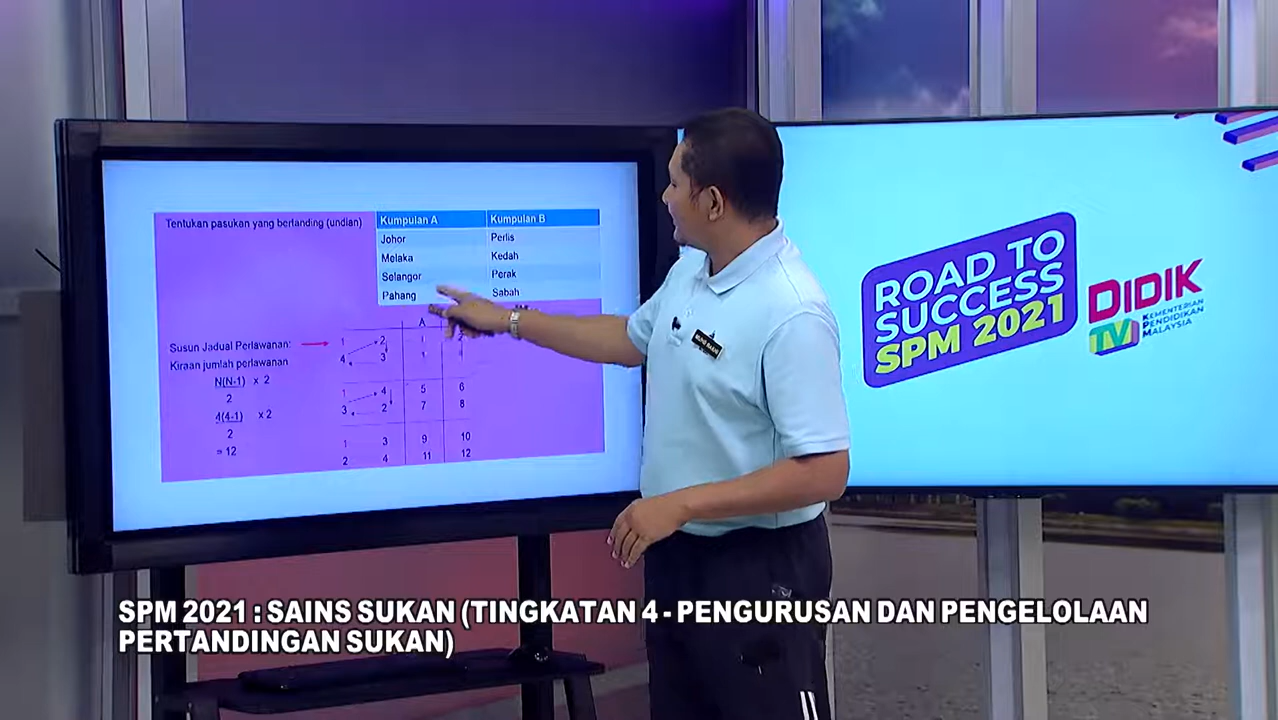 Tentukan pasukan yang bertanding (undian)
Kumpulan A Kumpulan B
Johor Perlis
Melaka Kedah
Selangor Perak
Pahang Sabah
A
Susun Jadual Perlawanan:
Kiraan jumlah perlawanan
N(N-1) x 2
2
4(4-1) x 2
2
= 12
1 2 1
4 3
1 4 5 6
3 2 7 8
1 3 9 10
2 4 11 12
ROAD TO
SUCCESS
SPM 2021
DIDIK
TV
KEMENTERIAN
PENDIDIKAN
MALAYSIA
SPM 2021 : SAINS SUKAN (TINGKATAN 4 - PENGURUSAN DAN PENGELOLAAN
PERTANDINGAN SUKAN)